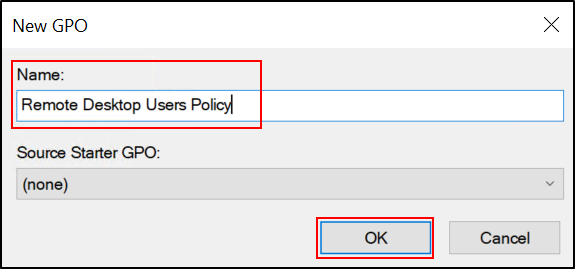 New GPO
Name:
Remote Desktop Users Policy
Source Starter GPO:
(none)
OK
Cancel